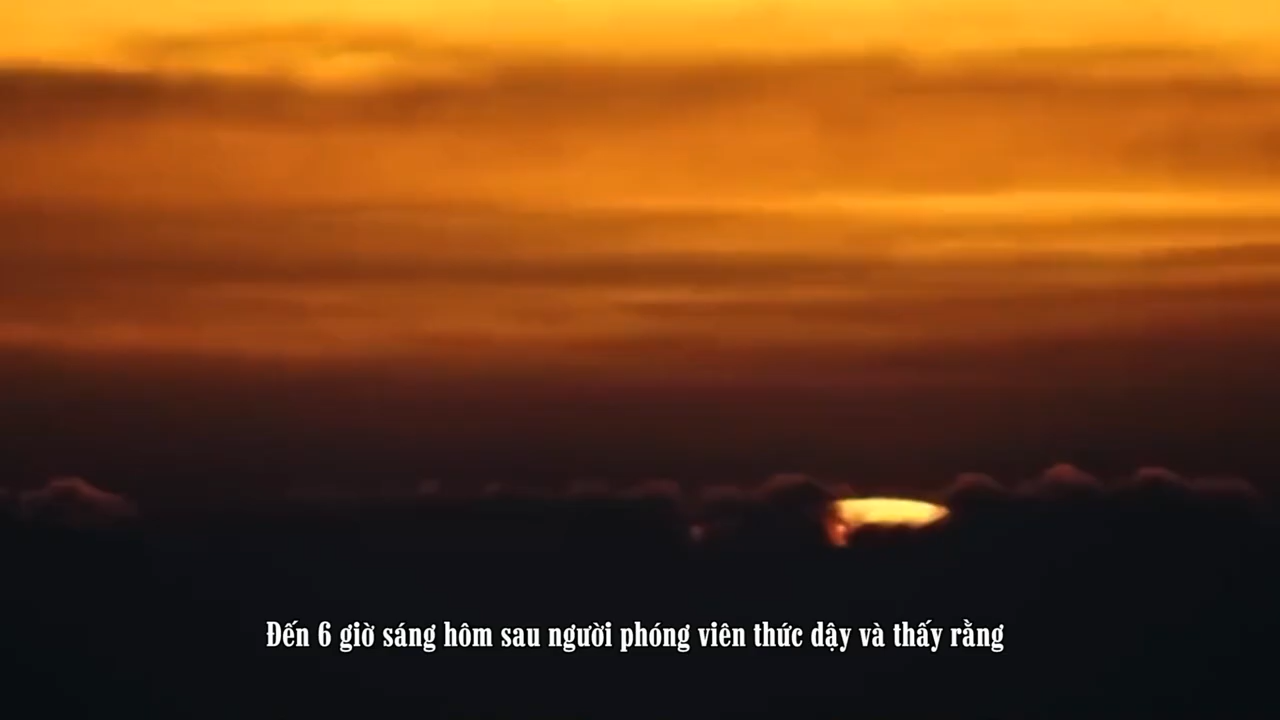 Đến 6 giờ sáng hôm sau người phóng viên thức dậy và thấy rằng